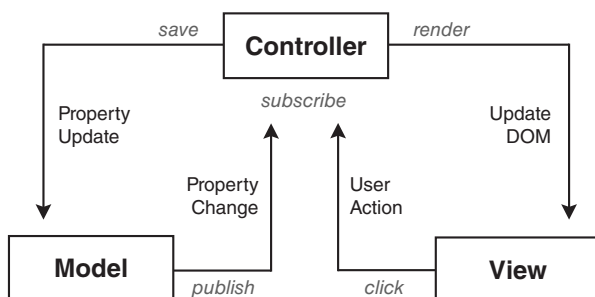 save
Controller
render
subscribe
Property
Update
Update
DOM
Property
Change
User
Action
Model
publish
click
View